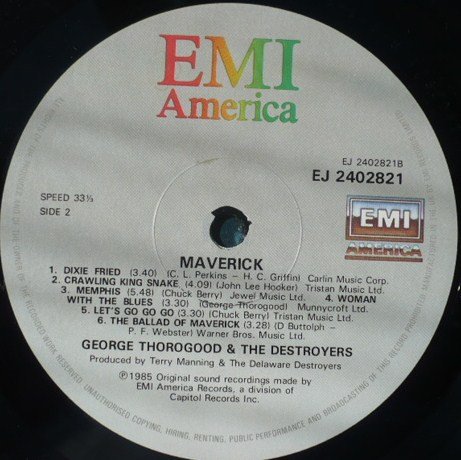 EMI
America
EJ 2402821B
EJ 2402821
SPEED 33⅓
SIDE 2
EMI
AMERICA
MAVERICK
1. DIXIE FRIED (3.40) (C. L. Perkins – H. C. Griffin) Carlin Music Corp.
2. CRAWLING KING SNAKE (4.09) (John Lee Hooker) Tristan Music Ltd.
3. MEMPHIS (5.48) (Chuck Berry) Jewel Music Ltd. 4. WOMAN
WITH THE BLUES (3.30) (George Thorogood) Munnycroft Ltd.
5. LET'S GO GO GO (3.30) (Chuck Berry) Tristan Music Ltd.
6. THE BALLAD OF MAVERICK (3.28) (D Buttolph –
P. F. Webster) Warner Bros. Music Ltd.
GEORGE THOROGOOD & THE DESTROYERS
Produced by Terry Manning & The Delaware Destroyers
Ⓟ1985 Original sound recordings made by
EMI America Records, a division of
Capitol Records Inc.
UNAUTHORISED COPYING, HIRING, RENTING, PUBLIC PERFORMANCE AND BROADCASTING OF THIS RECORD